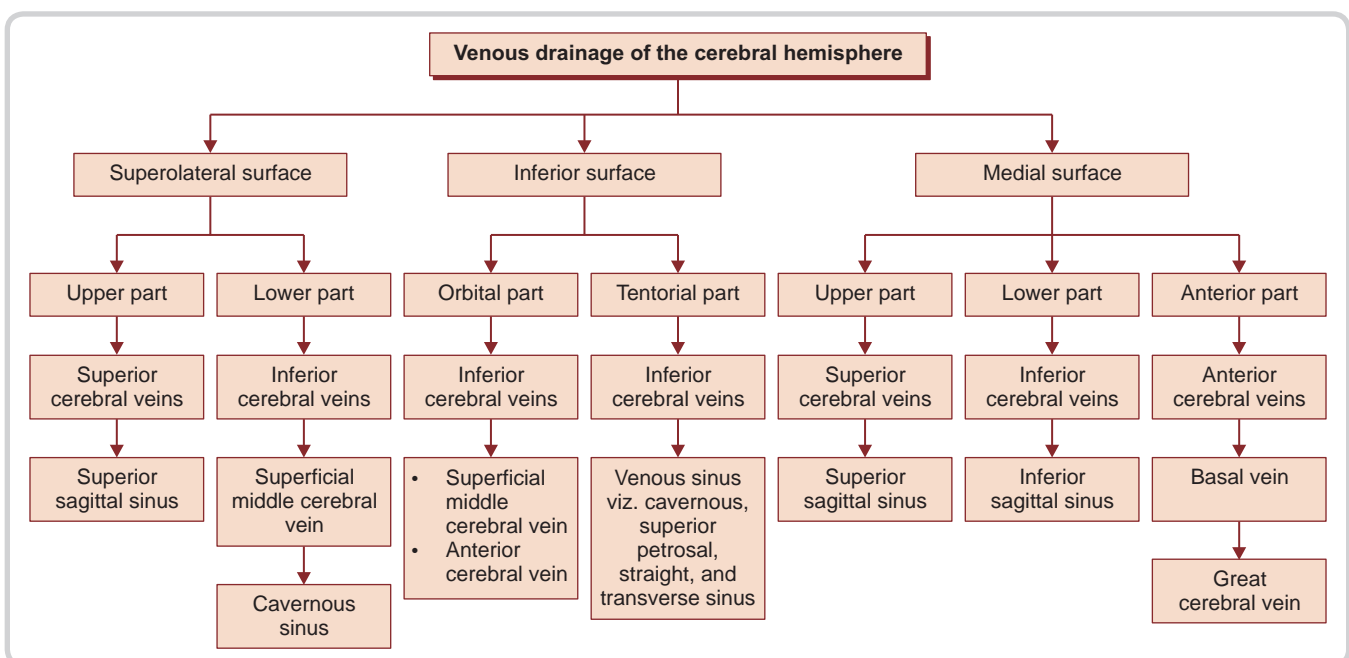 Venous drainage of the cerebral hemisphere
Superolateral surface
Inferior surface
Medial surface
Upper part
Lower part
Orbital part
Tentorial part
Upper part
Lower part
Anterior part
Superior
cerebral veins
Inferior
cerebral veins
Inferior
cerebral veins
Inferior
cerebral veins
Superior
cerebral veins
Inferior
cerebral veins
Anterior
cerebral veins
Superior
sagittal sinus
Superficial
middle cerebral
vein
• Superficial
middle
cerebral vein
• Anterior
cerebral vein
Venous sinus
viz. cavernous,
superior
petrosal,
straight, and
transverse sinus
Superior
sagittal sinus
Inferior
sagittal sinus
Basal vein
Cavernous
sinus
Great
cerebral vein